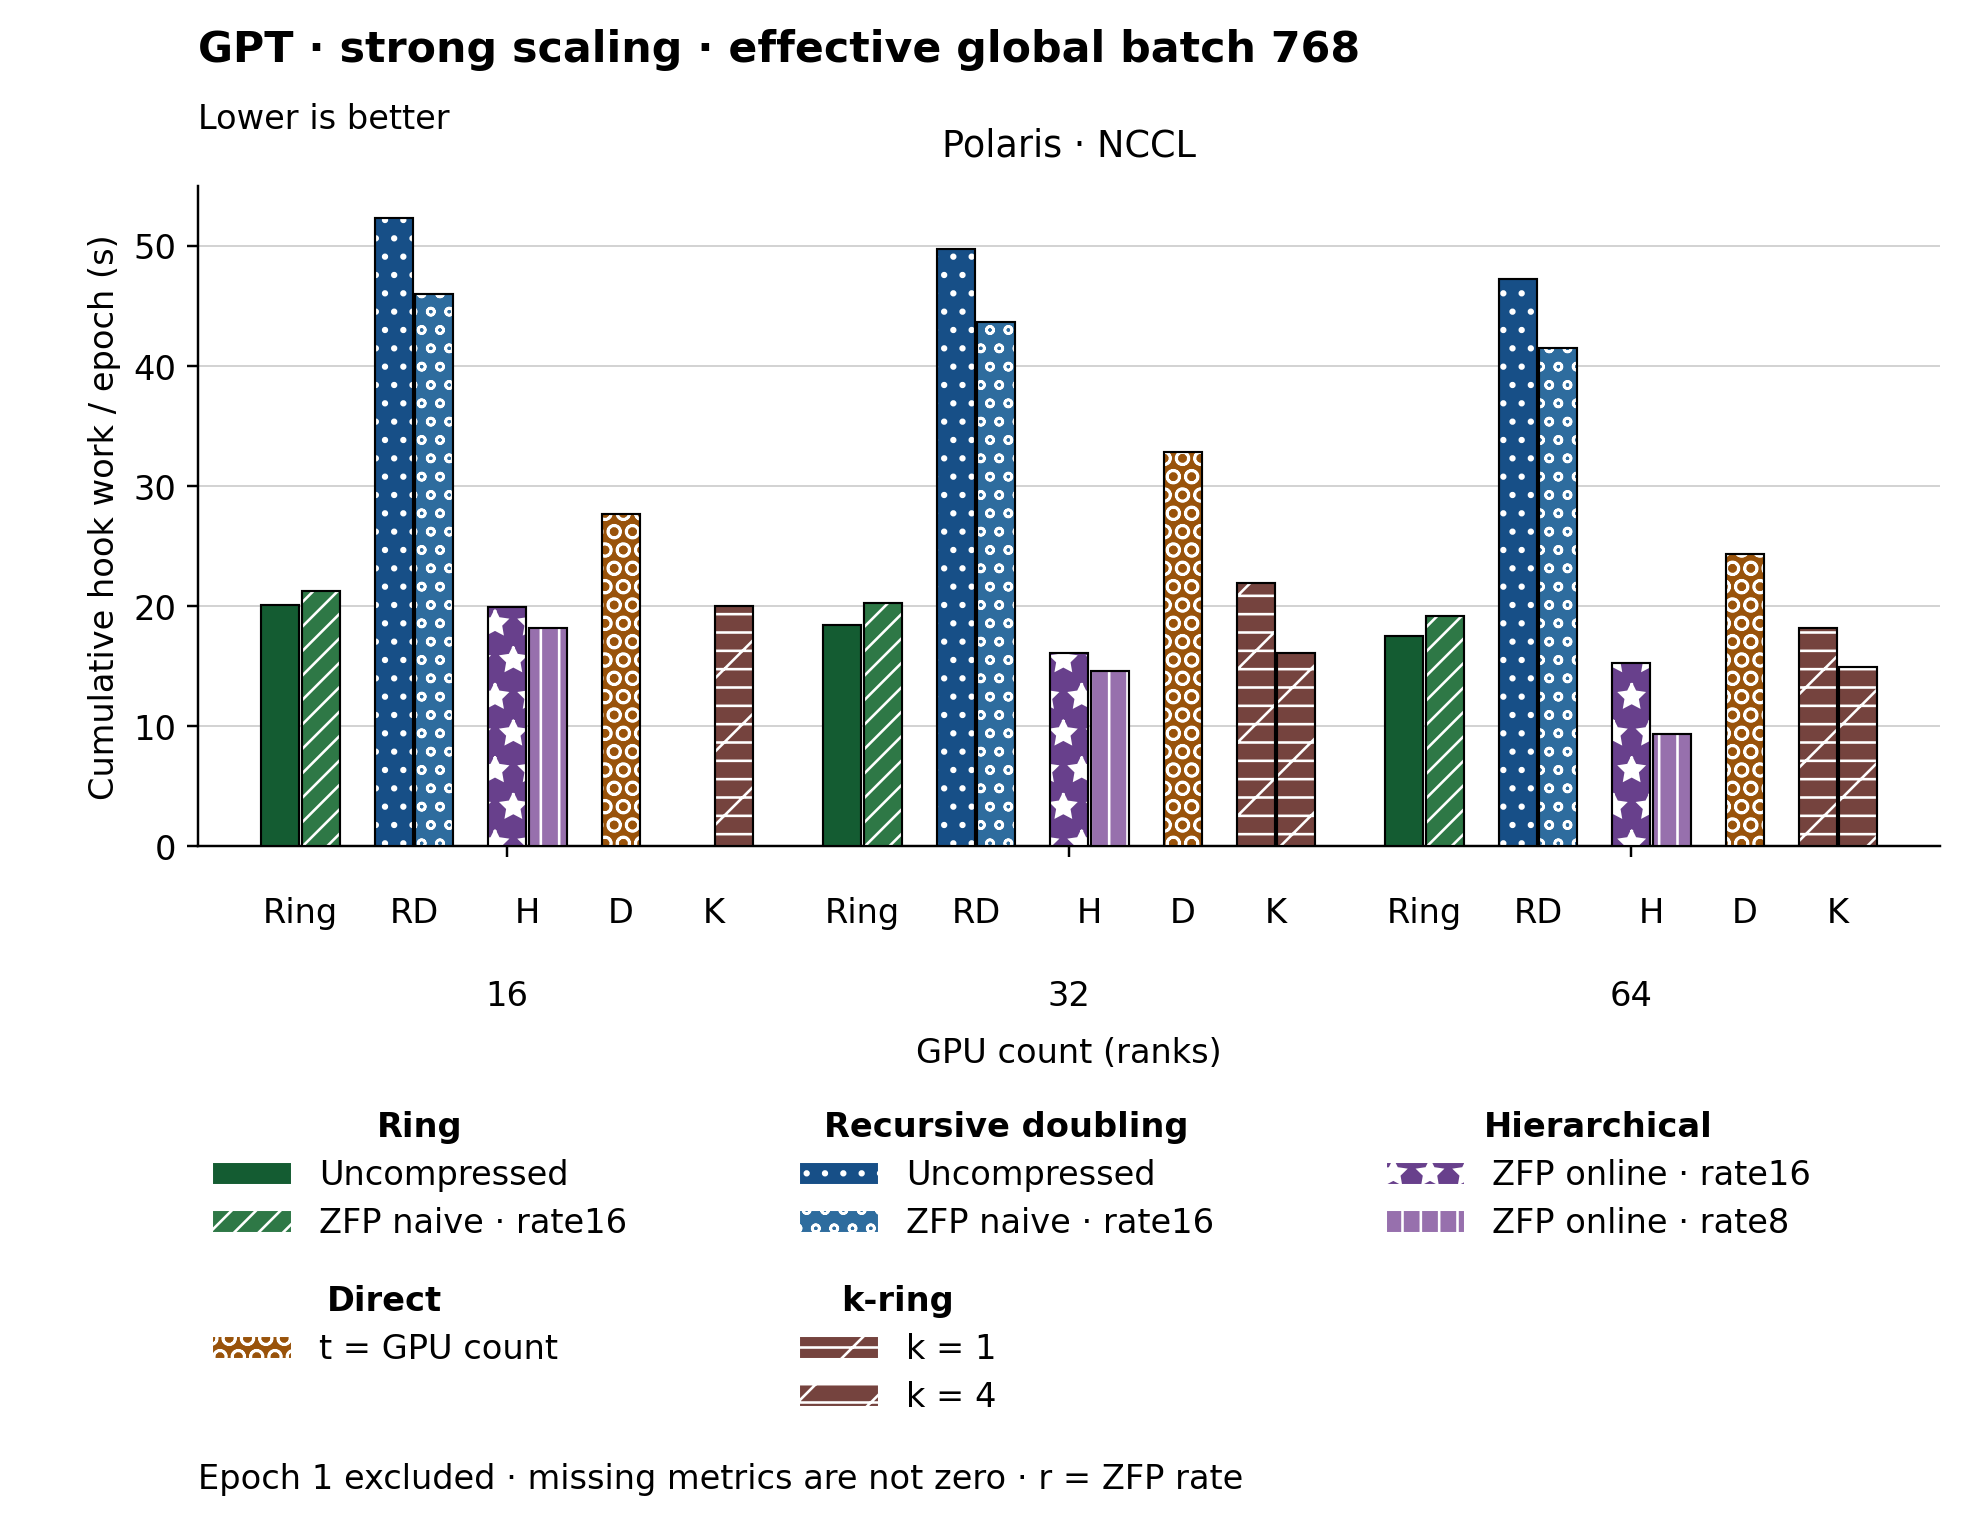 GPT · strong scaling · effective global batch 768
Lower is better
Polaris · NCCL
Cumulative hook work / epoch (s)
50
40
30
20
10
0
Ring RD H D K Ring RD H D K Ring RD H D K
16 32 64
GPU count (ranks)
Ring
Uncompressed
ZFP naive · rate16
Recursive doubling
Uncompressed
ZFP naive · rate16
Hierarchical
ZFP online · rate16
ZFP online · rate8
Direct
t = GPU count
k-ring
k = 1
k = 4
Epoch 1 excluded · missing metrics are not zero · r = ZFP rate